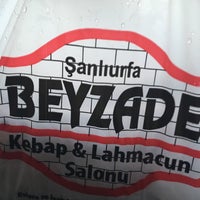 Şanlıurfa
BEYZADE
Kebap & Lahmacun
Salonu